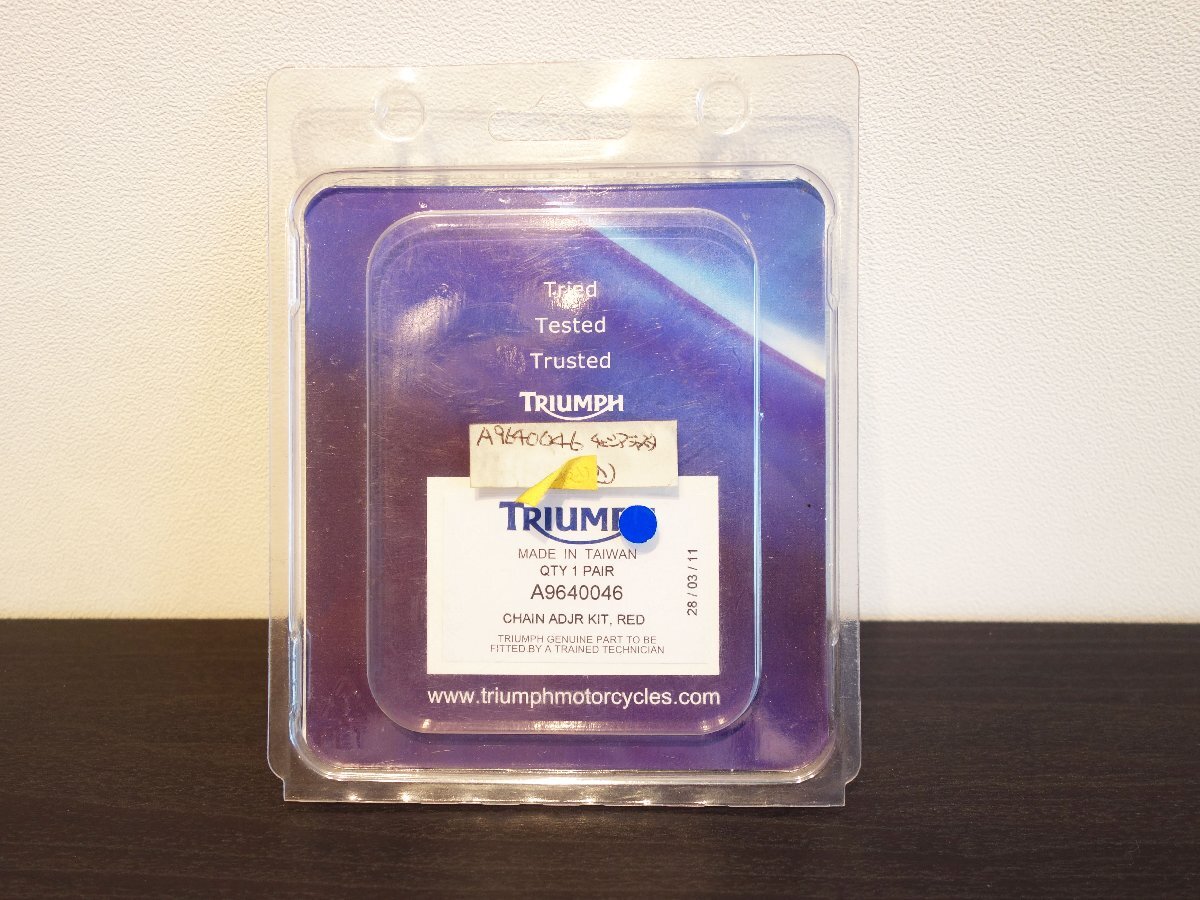 Tried
Tested
Trusted
TRIUMPH
A9640046
TRIUMPH
MADE IN TAIWAN
QTY 1 PAIR
A9640046
CHAIN ADJR KIT, RED
TRIUMPH GENUINE PART TO BE
FITTED BY A TRAINED TECHNICIAN
28 / 03 / 11
www.triumphmotorcycles.com